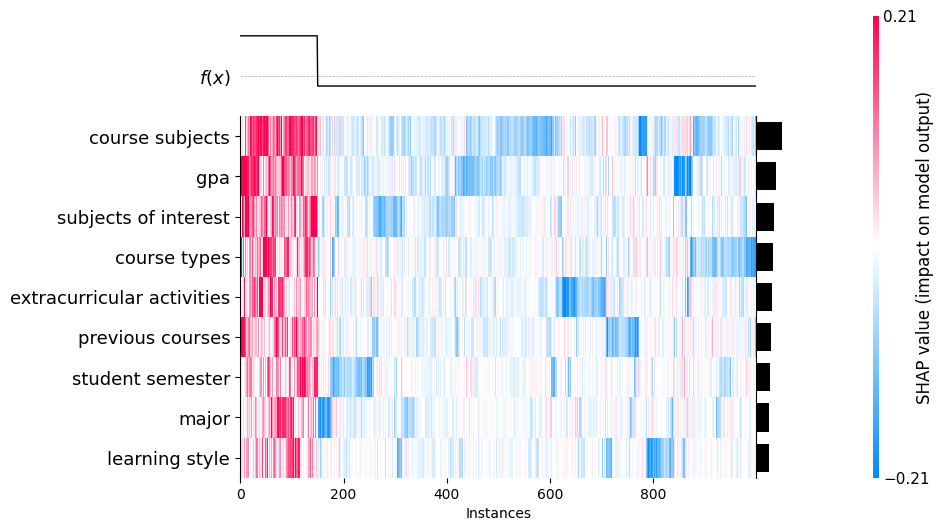 0.21
f(x)
course subjects
gpa
subjects of interest
course types
extracurricular activities
previous courses
student semester
major
learning style
SHAP value (impact on model output)
−0.21
0 200 400 600 800
Instances